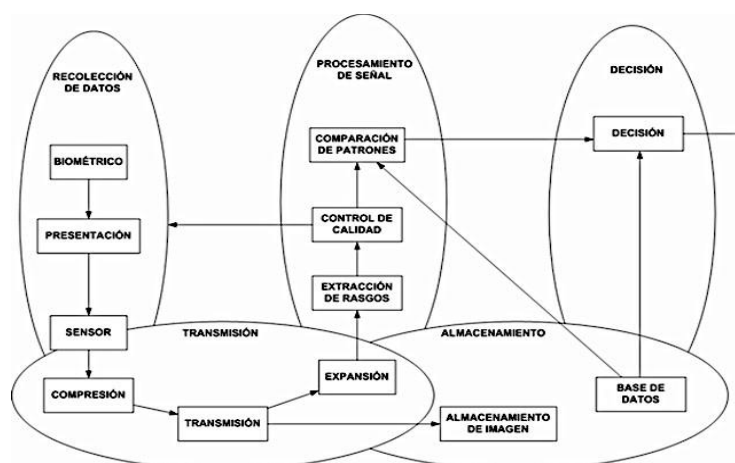 RECOLECCIÓN
DE DATOS
BIOMÉTRICO
PRESENTACIÓN
SENSOR
PROCESAMIENTO
DE SEÑAL
COMPARACIÓN
DE PATRONES
CONTROL DE
CALIDAD
EXTRACCIÓN
DE RASGOS
DECISIÓN
DECISIÓN
TRANSMISIÓN
COMPRESIÓN
TRANSMISIÓN
EXPANSIÓN
ALMACENAMIENTO
ALMACENAMIENTO
DE IMAGEN
BASE DE
DATOS